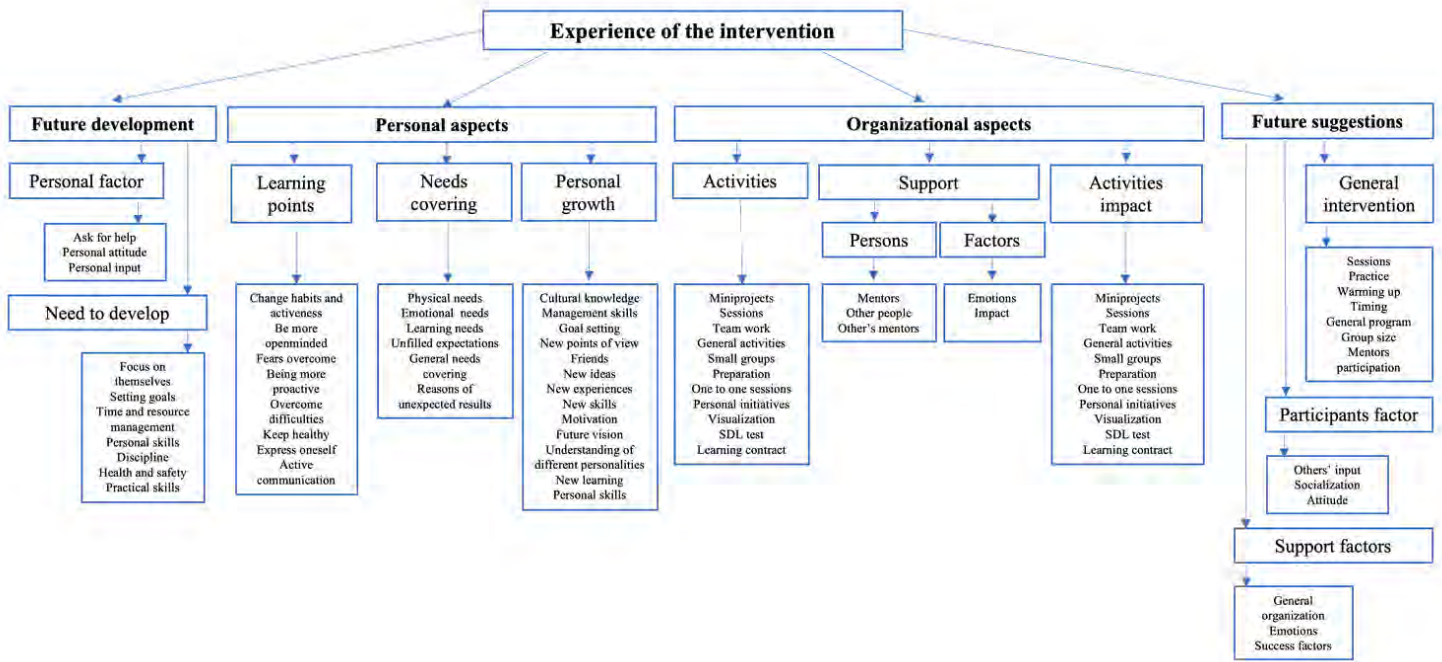 Experience of the intervention
Future development
Personal factor
Ask for help
Personal attitude
Personal input
Need to develop
Focus on
themselves
Setting goals
Time and resource
management
Personal skills
Discipline
Health and safety
Practical skills
Personal aspects
Learning
points
Change habits and
activeness
Be more
openminded
Fears overcome
Being more
proactive
Overcome
difficulties
Keep healthy
Express oneself
Active
communication
Needs
covering
Physical needs
Emotional needs
Learning needs
Unfilled expectations
General needs
covering
Reasons of
unexpected results
Personal
growth
Cultural knowledge
Management skills
Goal setting
New points of view
Friends
New ideas
New experiences
New skills
Motivation
Future vision
Understanding of
different personalities
New learning
Personal skills
Organizational aspects
Activities
Miniprojects
Sessions
Team work
General activities
Small groups
Preparation
One to one sessions
Personal initiatives
Visualization
SDL test
Learning contract
Support
Persons
Mentors
Other people
Other's mentors
Factors
Emotions
Impact
Activities
impact
Miniprojects
Sessions
Team work
General activities
Small groups
Preparation
One to one sessions
Personal initiatives
Visualization
SDL test
Learning contract
Future suggestions
General
intervention
Sessions
Practice
Warming up
Timing
General program
Group size
Mentors
participation
Participants factor
Others' input
Socialization
Attitude
Support factors
General
organization
Emotions
Success factors